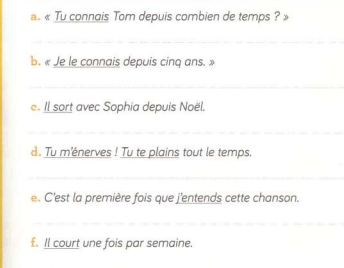 a. « Tu connais Tom depuis combien de temps ? »
b. « Je le connais depuis cinq ans. »
c. Il sort avec Sophia depuis Noël.
d. Tu m'énerves ! Tu te plains tout le temps.
e. C'est la première fois que j'entends cette chanson.
f. Il court une fois par semaine.